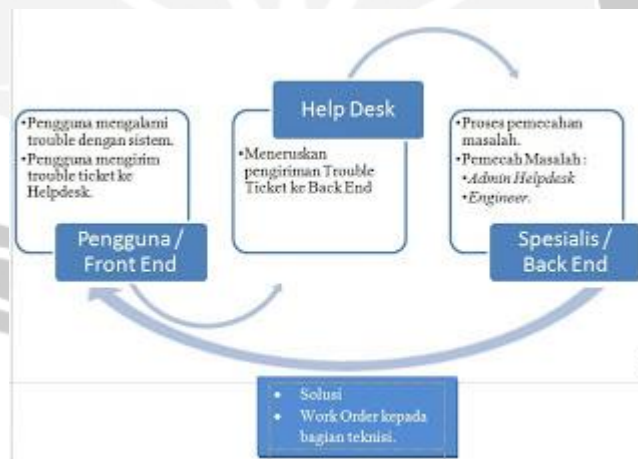 •Pengguna mengalami
trouble dengan sistem.
•Pengguna mengirim
trouble ticket ke
Helpdesk.
Pengguna /
Front End
Help Desk
•Meneruskan
pengiriman Trouble
Ticket ke Back End
•Proses pemecahan
masalah.
•Pemecah Masalah :
•Admin Helpdesk
•Engineer.
Spesialis /
Back End
• Solusi
• Work Order kepada
bagian teknisi.